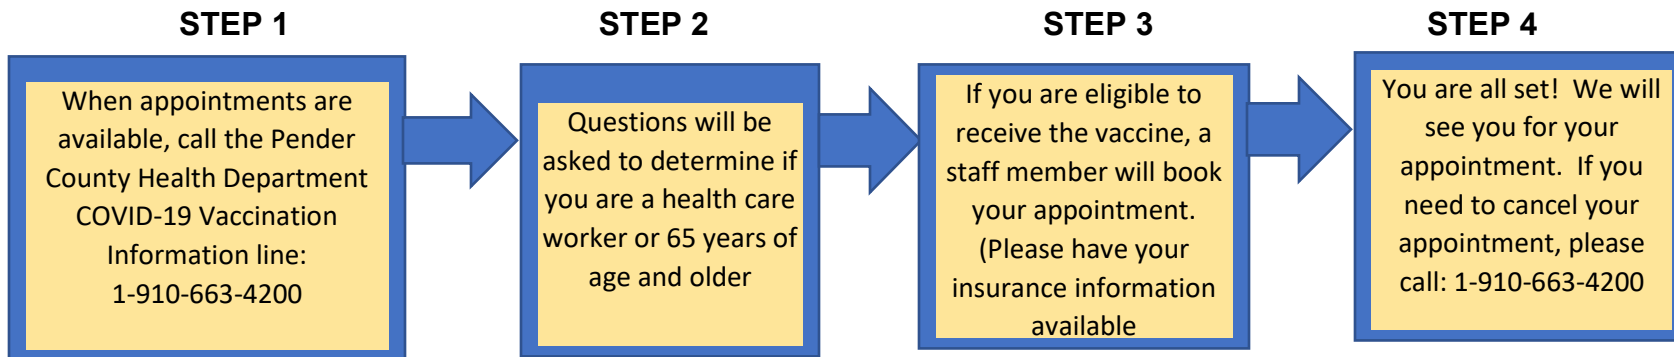 STEP 1
When appointments are
available, call the Pender
County Health Department
COVID-19 Vaccination
Information line:
1-910-663-4200
STEP 2
Questions will be
asked to determine if
you are a health care
worker or 65 years of
age and older
STEP 3
If you are eligible to
receive the vaccine, a
staff member will book
your appointment.
(Please have your
insurance information
available
STEP 4
You are all set!  We will
see you for your
appointment.  If you
need to cancel your
appointment, please
call: 1-910-663-4200